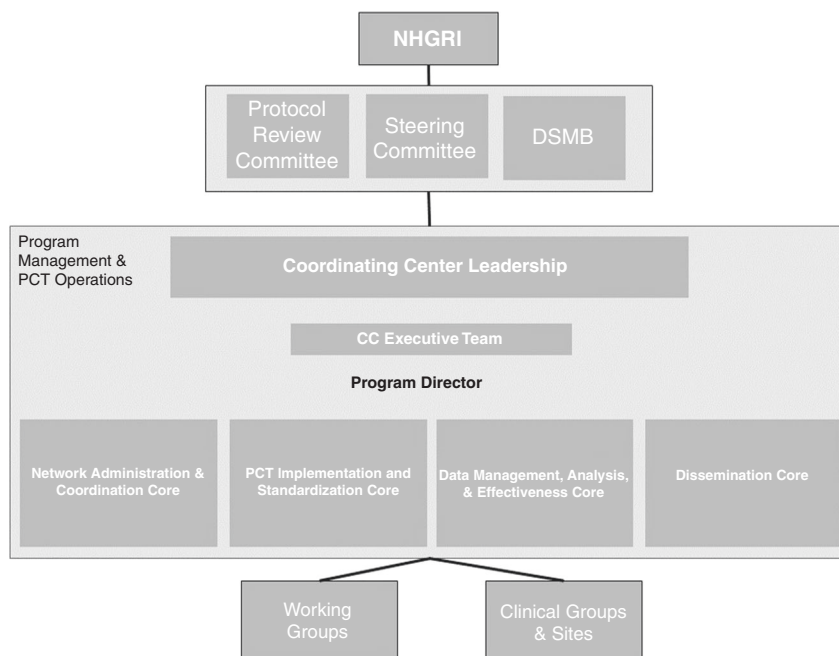 NHGRI
Protocol
Review
Committee
Steering
Committee
DSMB
Program
Management &
PCT Operations
Coordinating Center Leadership
CC Executive Team
Program Director
Network Administration &
Coordination Core
PCT Implementation and
Standardization Core
Data Management, Analysis,
& Effectiveness Core
Dissemination Core
Working
Groups
Clinical Groups
& Sites